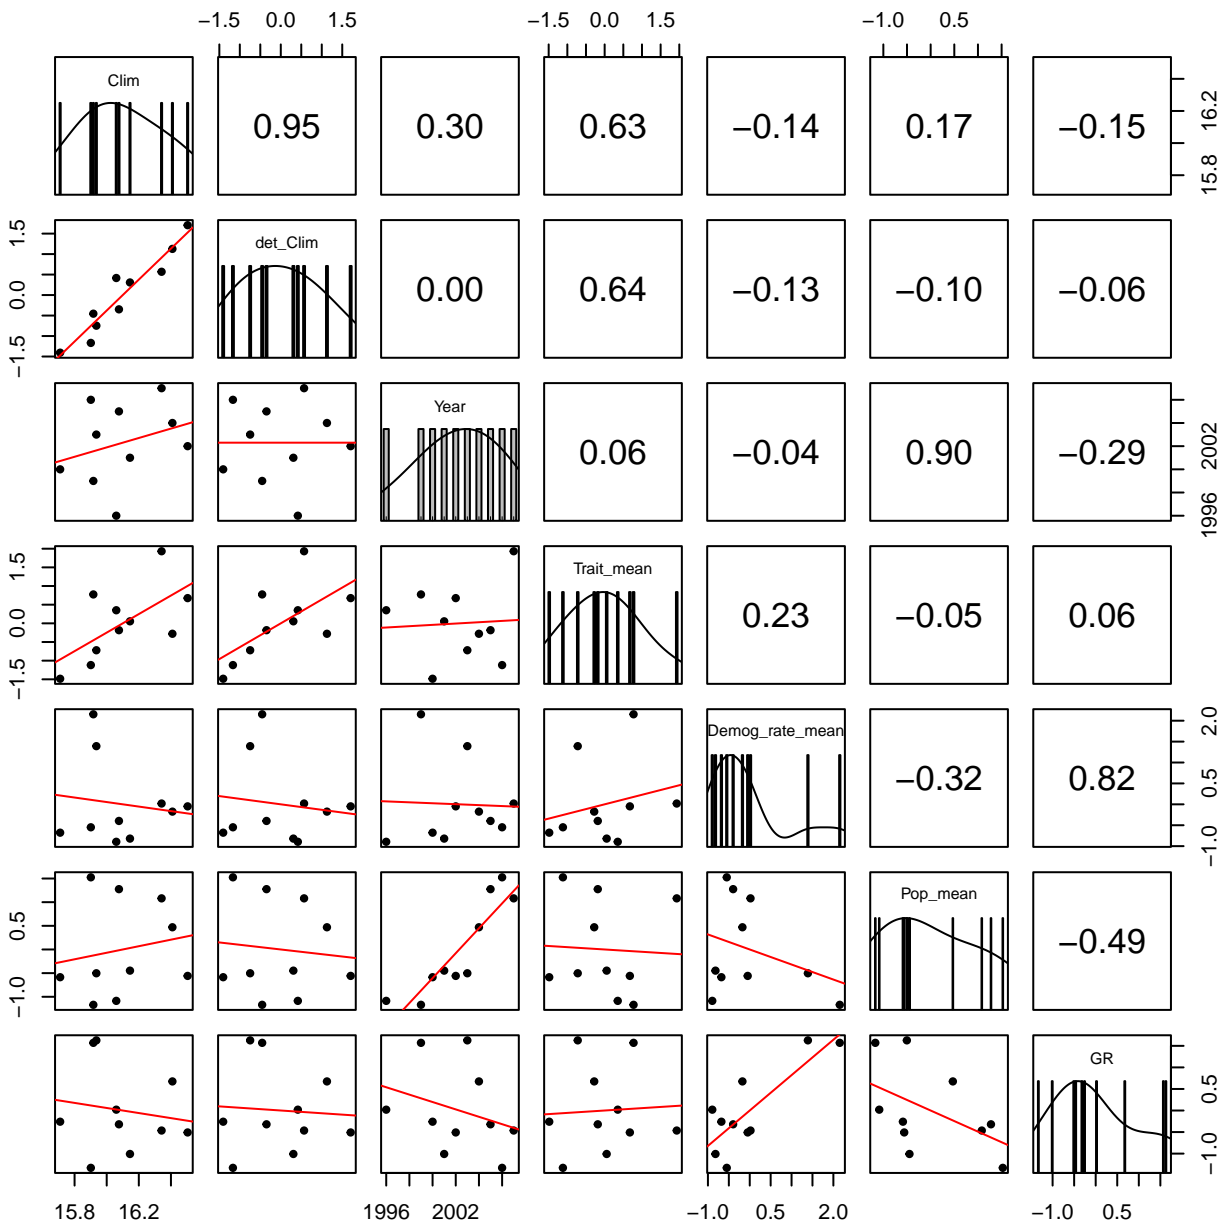 −1.5 0.0 1.5 −1.5 0.0 1.5 −1.0 0.5
Clim 0.95 0.30 0.63 −0.14 0.17 −0.15
15.8 16.2
−1.5 0.0 1.5
det_Clim 0.00 0.64 −0.13 −0.10 −0.06
Year 0.06 −0.04 0.90 −0.29
1996 2002
−1.5 0.0 1.5
Trait_mean 0.23 −0.05 0.06
Demog_rate_mean −0.32 0.82
−1.0 0.5 2.0
−1.0 0.5
Pop_mean −0.49
GR
−1.0 0.5
15.8 16.2 1996 2002 −1.0 0.5 2.0 −1.0 0.5